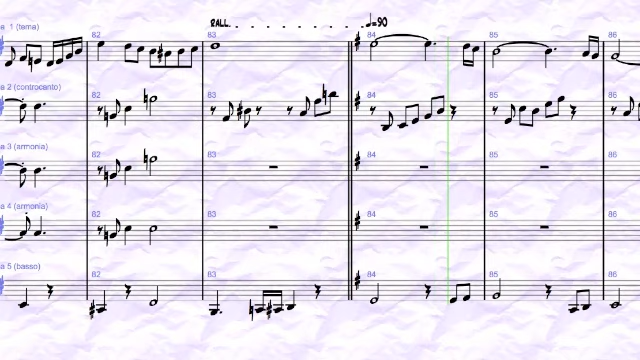 RALL. . . . . . . . . . . . . ♩=90
a 1 (tema)
82 83 84 85 86
a 2 (controcanto)
82 83 84 85 86
a 3 (armonia)
82 83 84 85 86
a 4 (armonia)
82 83 84 85 86
a 5 (basso)
82 83 84 85 86